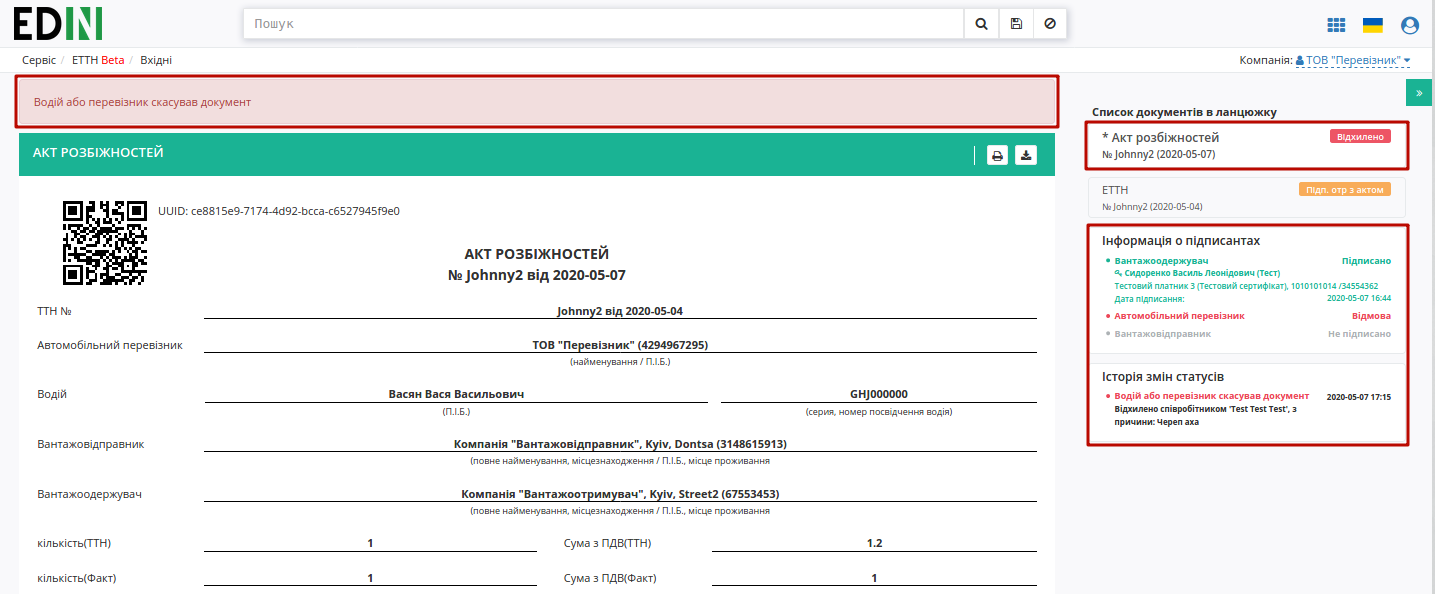 EDIN
Пошук
Сервіс / ЕТТН Beta / Вхідні
Компанія: ТОВ "Перевізник"
Водій або перевізник скасував документ
»
АКТ РОЗБІЖНОСТЕЙ
UUID: ce8815e9-7174-4d92-bcca-c6527945f9e0
АКТ РОЗБІЖНОСТЕЙ
№ Johnny2 від 2020-05-07
ТТН № Johnny2 від 2020-05-04
Автомобільний перевізник ТОВ "Перевізник" (4294967295)
(найменування / П.І.Б.)
Водій Васян Вася Васильович GHJ000000
(П.І.Б.) (серия, номер посвідчення водія)
Вантажовідправник Компанія "Вантажовідправник", Kyiv, Dontsa (3148615913)
(повне найменування, місцезнаходження / П.І.Б., місце проживання
Вантажоодержувач Компанія "Вантажоотримувач", Kyiv, Street2 (67553453)
(повне найменування, місцезнаходження / П.І.Б., місце проживання
кількість(ТТН) 1 Сума з ПДВ(ТТН) 1.2
кількість(Факт) 1 Сума з ПДВ(Факт) 1
Список документів в ланцюжку
* Акт розбіжностей Відхилено
№ Johnny2 (2020-05-07)
ЕТТН Підп. отр з актом
№ Johnny2 (2020-05-04)
Інформація о підписантах
Вантажоодержувач Підписано
Сидоренко Василь Леонідович (Тест)
Тестовий платник 3 (Тестовий сертифікат), 1010101014 /34554362
Дата підписання: 2020-05-07 16:44
Автомобільний перевізник Відмова
Вантажовідправник Не підписано
Історія змін статусів
Водій або перевізник скасував документ 2020-05-07 17:15
Відхилено співробітником 'Test Test Test', з
причини: Череп аха